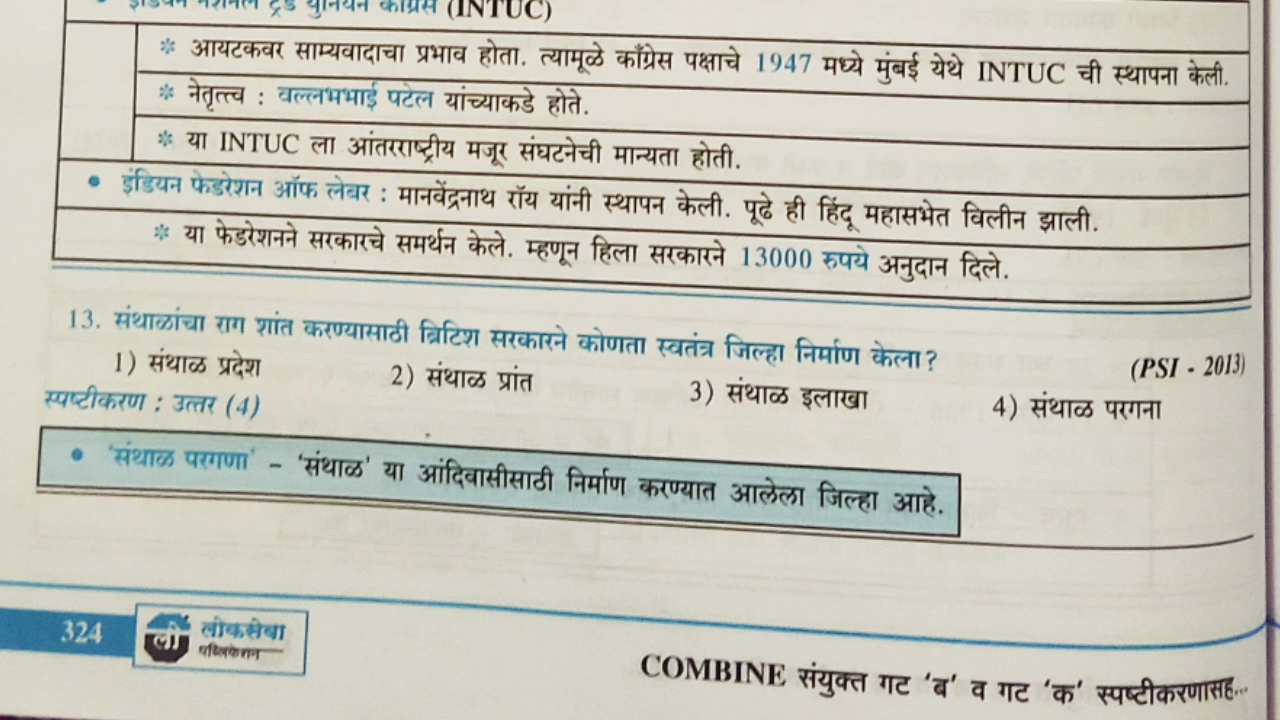 इंडियन नॅशनल ट्रेड युनियन काँग्रेस (INTUC)
* आयटकवर साम्यवादाचा प्रभाव होता. त्यामूळे काँग्रेस पक्षाचे 1947 मध्ये मुंबई येथे INTUC ची स्थापना केली.
* नेतृत्त्व : वल्लभभाई पटेल यांच्याकडे होते.
* या INTUC ला आंतरराष्ट्रीय मजूर संघटनेची मान्यता होती.
• इंडियन फेडरेशन ऑफ लेबर : मानवेंद्रनाथ रॉय यांनी स्थापन केली. पूढे ही हिंदू महासभेत विलीन झाली.
* या फेडरेशनने सरकारचे समर्थन केले. म्हणून हिला सरकारने 13000 रुपये अनुदान दिले.
13. संथाळांचा राग शांत करण्यासाठी ब्रिटिश सरकारने कोणता स्वतंत्र जिल्हा निर्माण केला? (PSI - 2013)
1) संथाळ प्रदेश 2) संथाळ प्रांत 3) संथाळ इलाखा 4) संथाळ परगना
स्पष्टीकरण : उत्तर (4)
• 'संथाळ परगणा' – 'संथाळ' या आंदिवासीसाठी निर्माण करण्यात आलेला जिल्हा आहे.
324 लो लोकसेवा
पब्लिकेशन
COMBINE संयुक्त गट 'ब' व गट 'क' स्पष्टीकरणासह...